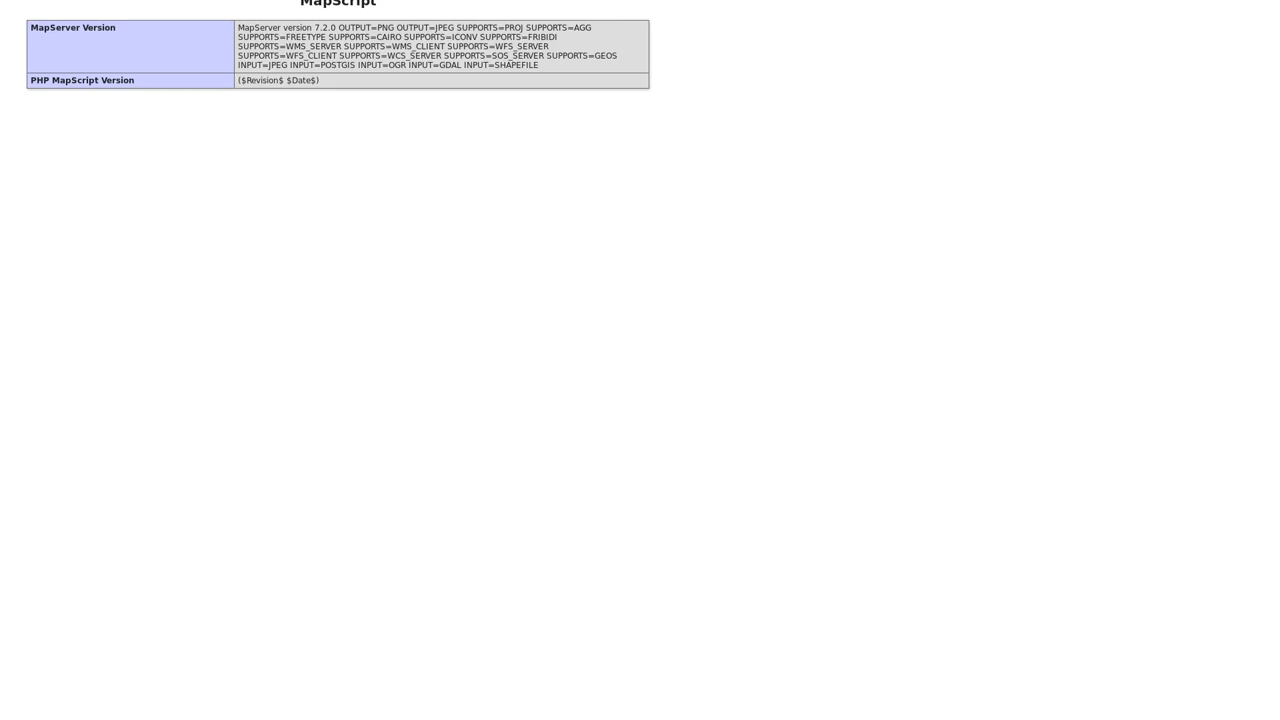 MapScript
MapServer Version
MapServer version 7.2.0 OUTPUT=PNG OUTPUT=JPEG SUPPORTS=PROJ SUPPORTS=AGG
SUPPORTS=FREETYPE SUPPORTS=CAIRO SUPPORTS=ICONV SUPPORTS=FRIBIDI
SUPPORTS=WMS_SERVER SUPPORTS=WMS_CLIENT SUPPORTS=WFS_SERVER
SUPPORTS=WFS_CLIENT SUPPORTS=WCS_SERVER SUPPORTS=SOS_SERVER SUPPORTS=GEOS
INPUT=JPEG INPUT=POSTGIS INPUT=OGR INPUT=GDAL INPUT=SHAPEFILE
PHP MapScript Version
($Revision$ $Date$)